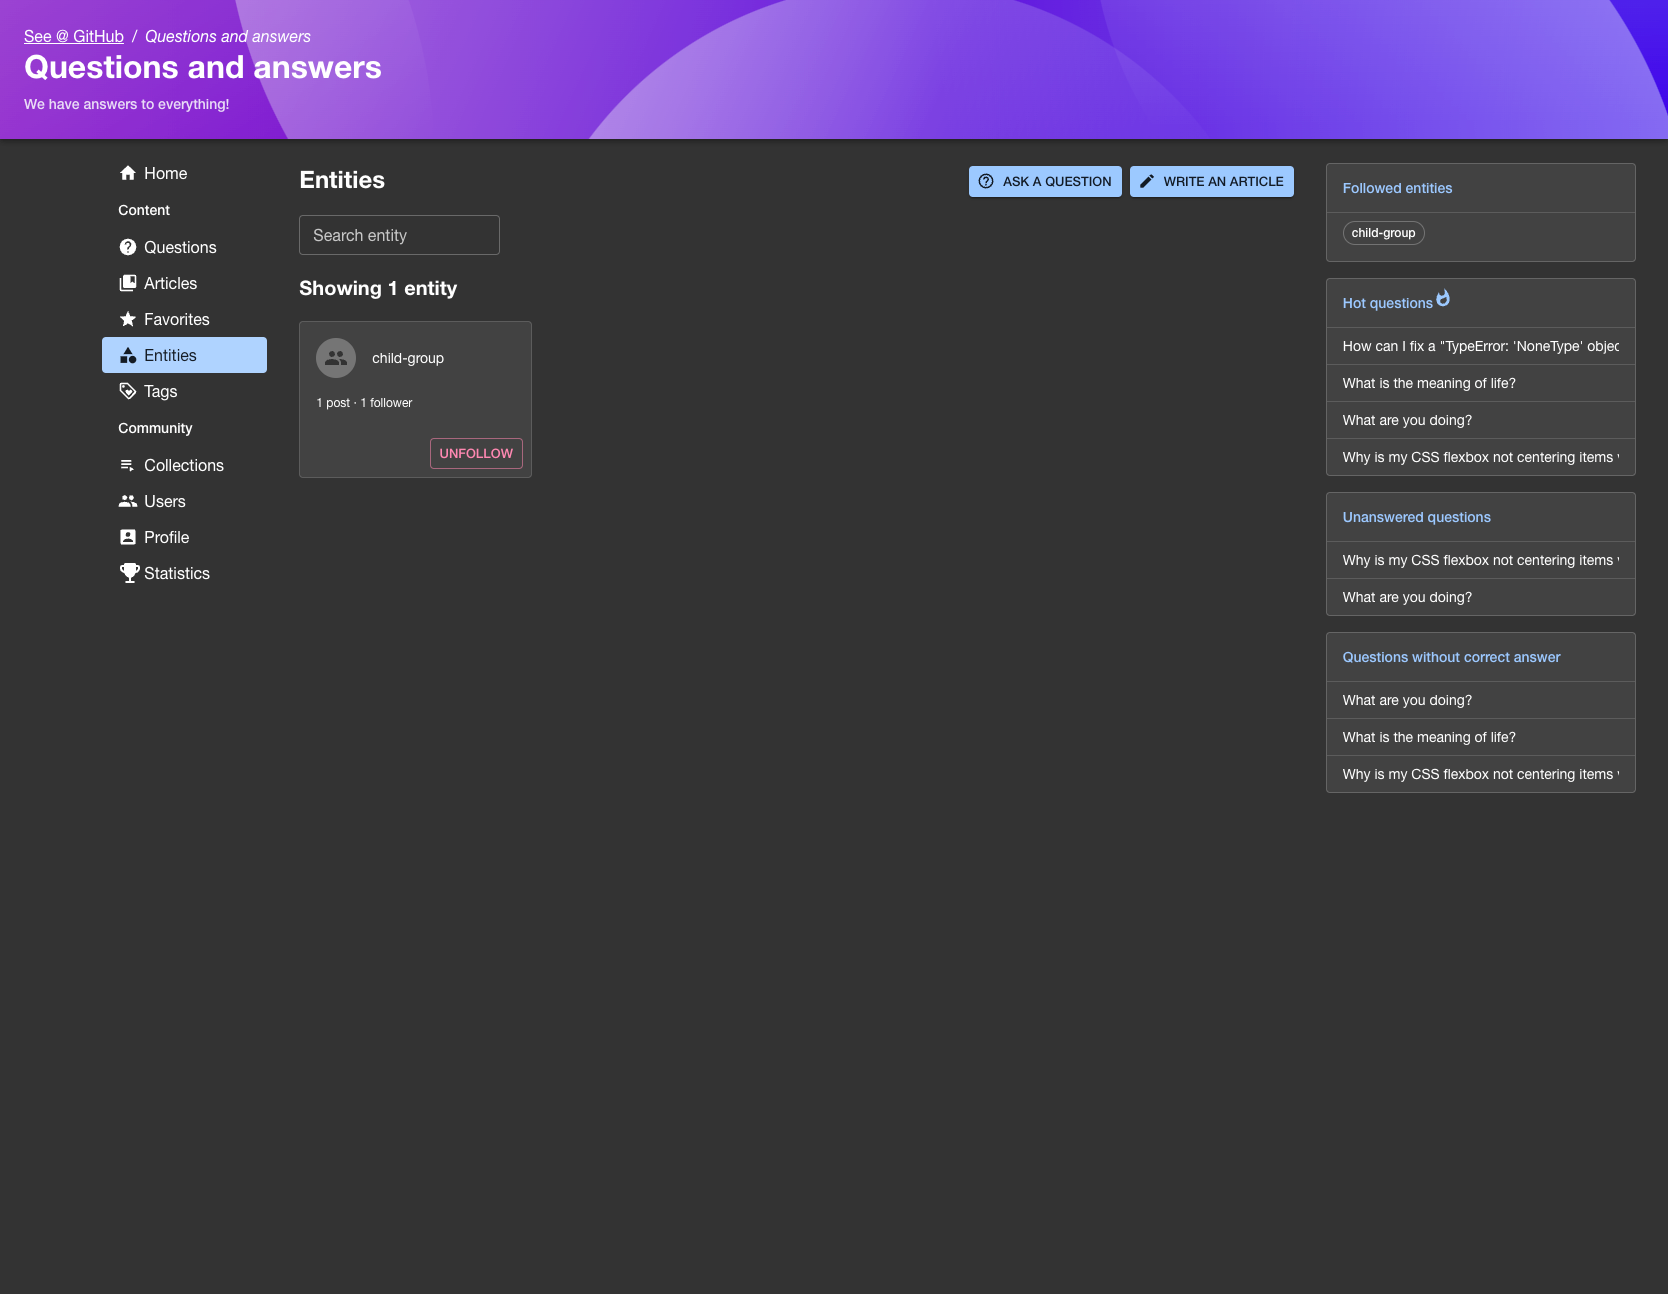 See @ GitHub / Questions and answers
Questions and answers
We have answers to everything!
Home
Content
Questions
Articles
Favorites
Entities
Tags
Community
Collections
Users
Profile
Statistics
Entities
ASK A QUESTION
WRITE AN ARTICLE
Search entity
Showing 1 entity
child-group
1 post · 1 follower
UNFOLLOW
Followed entities
child-group
Hot questions
How can I fix a "TypeError: 'NoneType' objec
What is the meaning of life?
What are you doing?
Why is my CSS flexbox not centering items
Unanswered questions
Why is my CSS flexbox not centering items
What are you doing?
Questions without correct answer
What are you doing?
What is the meaning of life?
Why is my CSS flexbox not centering items